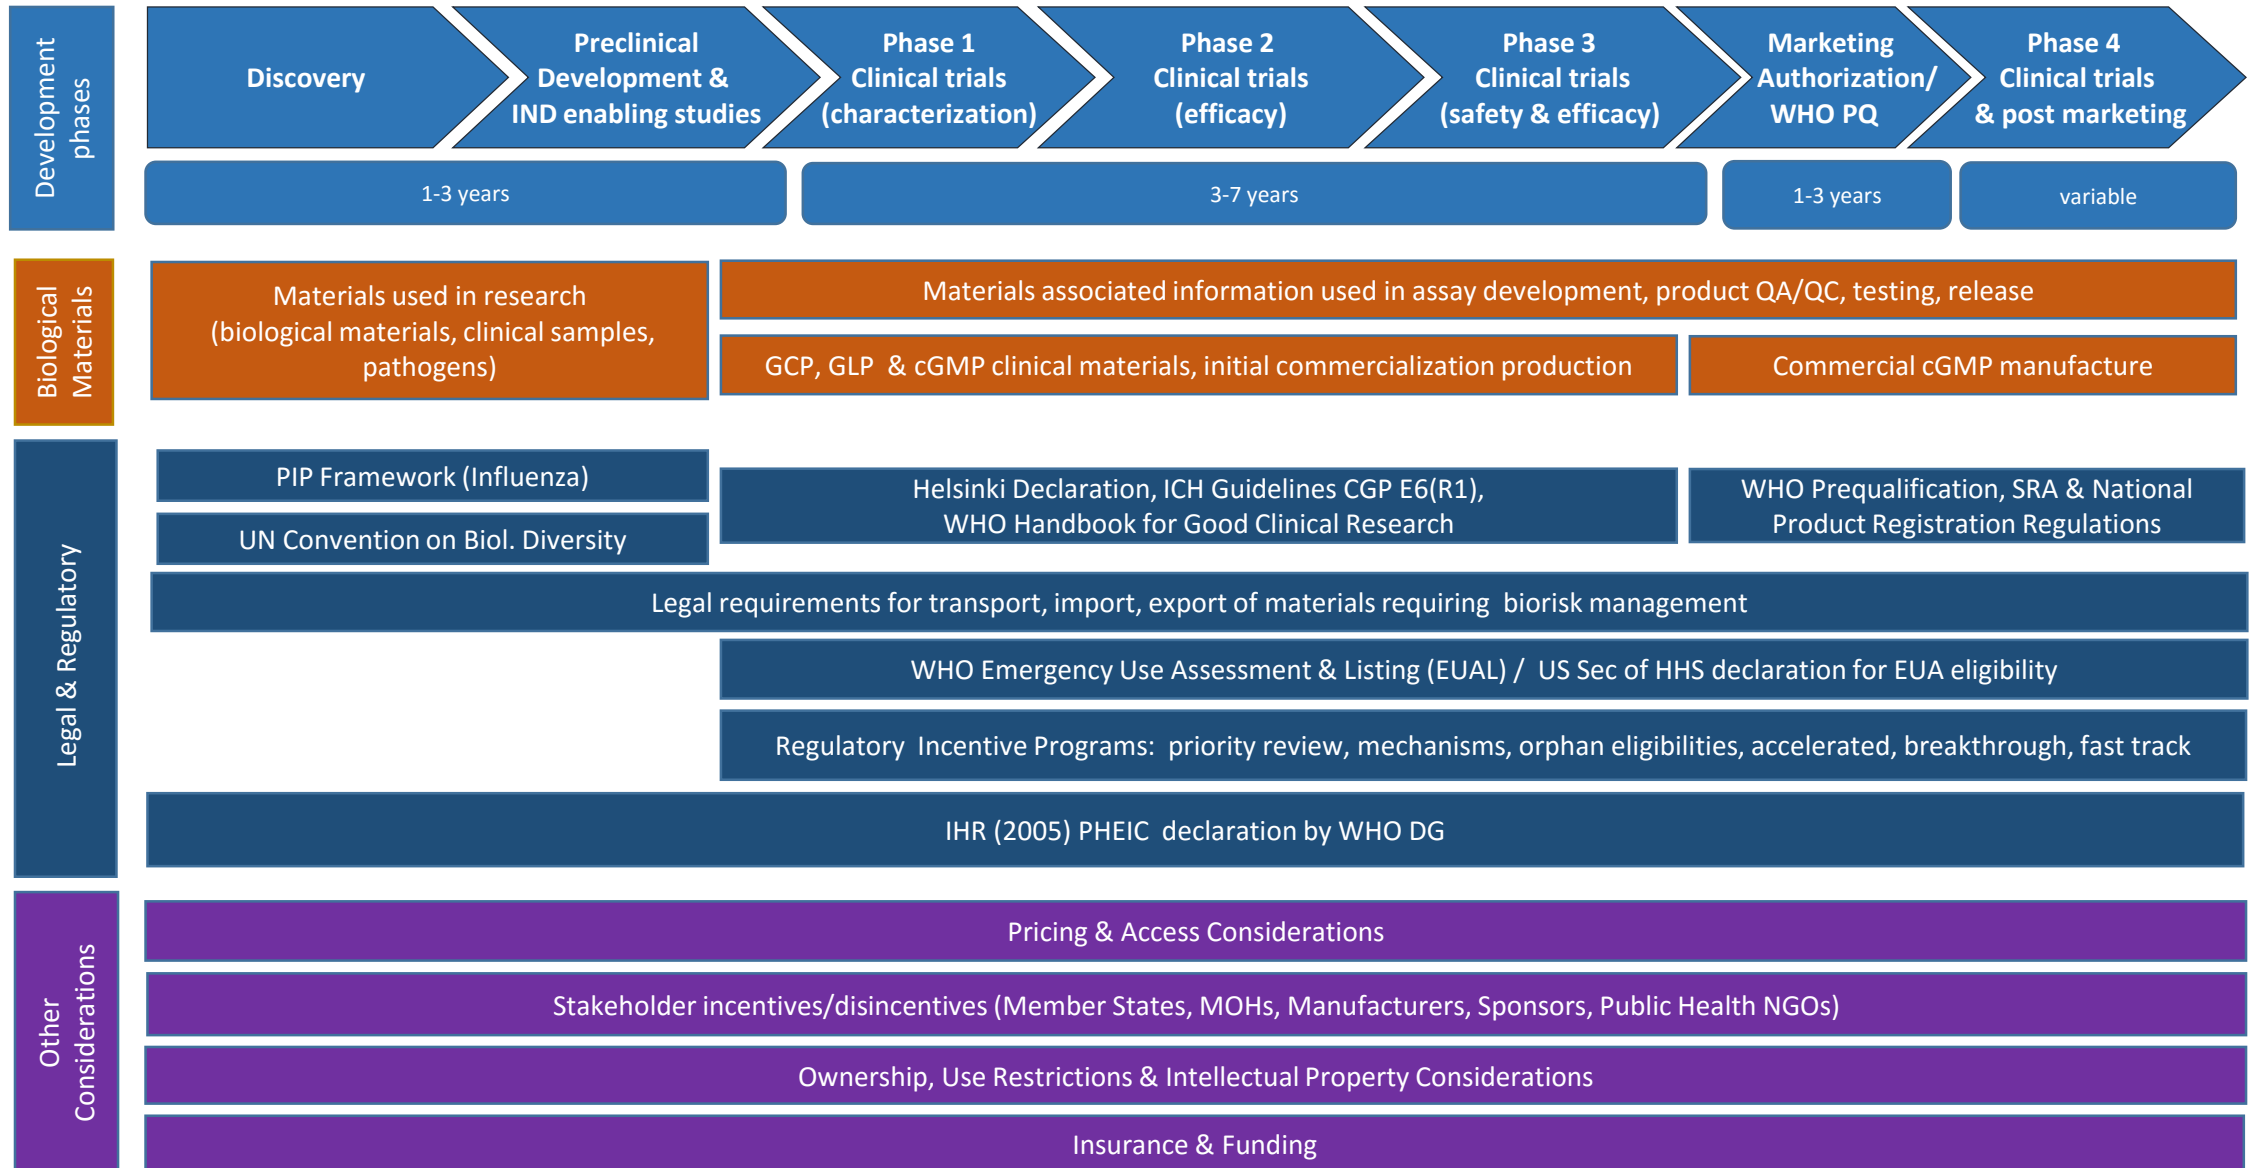 Development
phases
Discovery
Preclinical
Development &
IND enabling studies
Phase 1
Clinical trials
(characterization)
Phase 2
Clinical trials
(efficacy)
Phase 3
Clinical trials
(safety & efficacy)
Marketing
Authorization/
WHO PQ
Phase 4
Clinical trials
& post marketing
1-3 years
3-7 years
1-3 years
variable
Biological
Materials
Materials used in research
(biological materials, clinical samples,
pathogens)
Materials associated information used in assay development, product QA/QC, testing, release
GCP, GLP & cGMP clinical materials, initial commercialization production
Commercial cGMP manufacture
Legal & Regulatory
PIP Framework (Influenza)
UN Convention on Biol. Diversity
Helsinki Declaration, ICH Guidelines CGP E6(R1),
WHO Handbook for Good Clinical Research
WHO Prequalification, SRA & National
Product Registration Regulations
Legal requirements for transport, import, export of materials requiring biorisk management
WHO Emergency Use Assessment & Listing (EUAL) / US Sec of HHS declaration for EUA eligibility
Regulatory Incentive Programs: priority review, mechanisms, orphan eligibilities, accelerated, breakthrough, fast track
IHR (2005) PHEIC declaration by WHO DG
Other
Considerations
Pricing & Access Considerations
Stakeholder incentives/disincentives (Member States, MOHs, Manufacturers, Sponsors, Public Health NGOs)
Ownership, Use Restrictions & Intellectual Property Considerations
Insurance & Funding